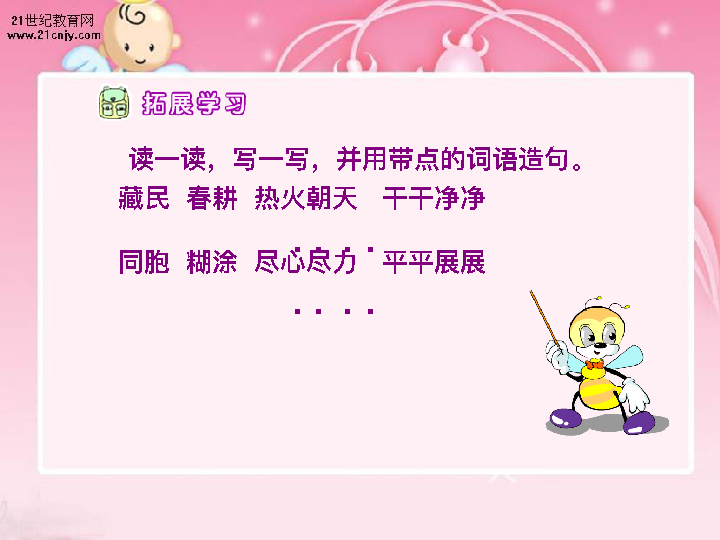 21世纪教育网
www.21cnjy.com
拓展学习
读一读，写一写，并用带点的词语造句。
藏民 春耕 热火朝天 干干净净
同胞 糊涂 尽心尽力 平平展展